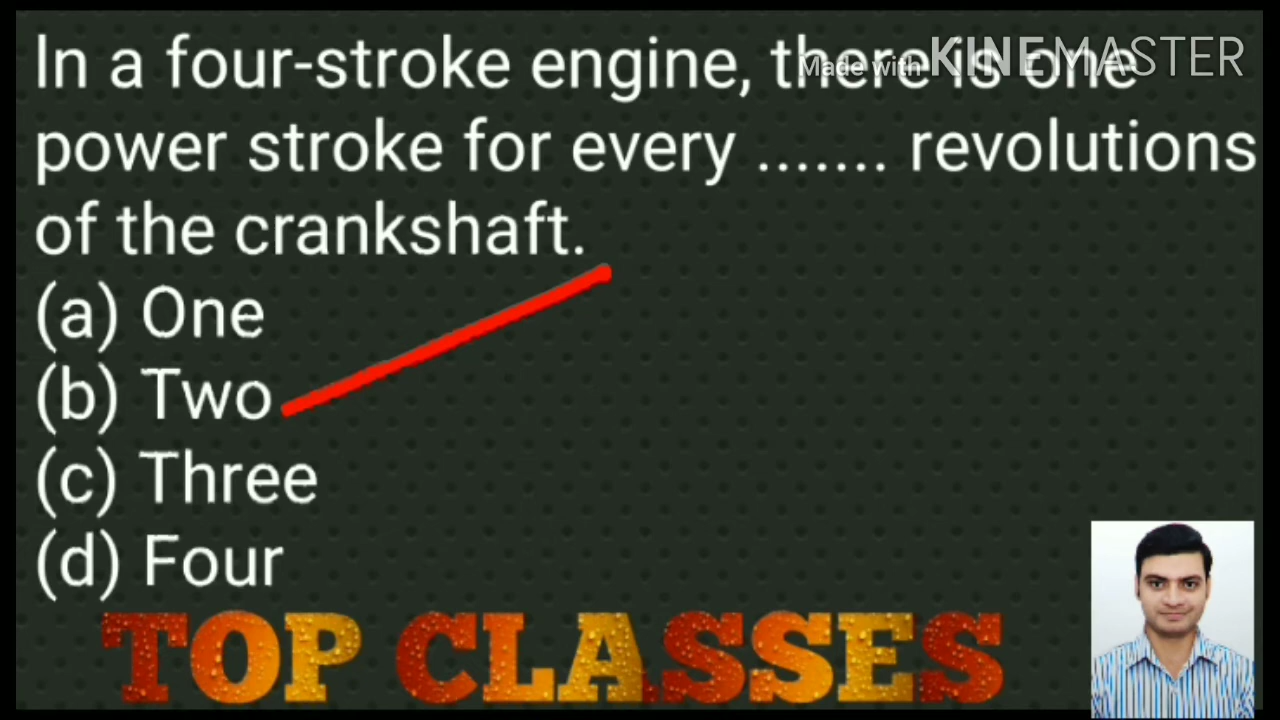 In a four-stroke engine, there is one
Made with KINEMASTER
power stroke for every ....... revolutions
of the crankshaft.
(a) One
(b) Two
(c) Three
(d) Four
TOP CLASSES